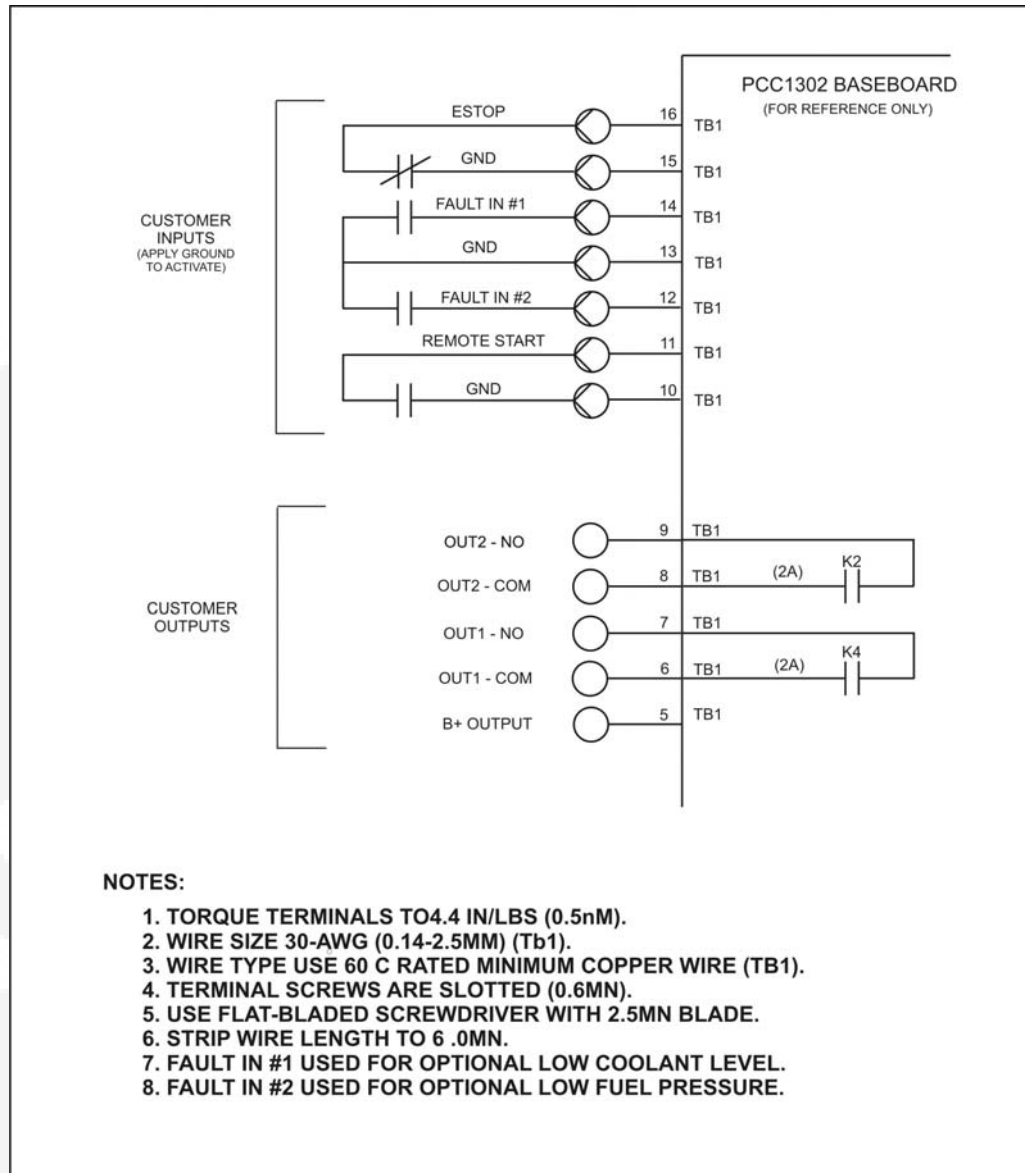 PCC1302 BASEBOARD
(FOR REFERENCE ONLY)
CUSTOMER
INPUTS
(APPLY GROUND
TO ACTIVATE)
ESTOP
16
TB1
GND
15
TB1
FAULT IN #1
14
TB1
GND
13
TB1
FAULT IN #2
12
TB1
REMOTE START
11
TB1
GND
10
TB1
CUSTOMER
OUTPUTS
OUT2 - NO
9
TB1
OUT2 - COM
8
TB1
(2A)
K2
OUT1 - NO
7
TB1
OUT1 - COM
6
TB1
(2A)
K4
B+ OUTPUT
5
TB1
NOTES:
1. TORQUE TERMINALS TO4.4 IN/LBS (0.5nM).
2. WIRE SIZE 30-AWG (0.14-2.5MM) (Tb1).
3. WIRE TYPE USE 60 C RATED MINIMUM COPPER WIRE (TB1).
4. TERMINAL SCREWS ARE SLOTTED (0.6MN).
5. USE FLAT-BLADED SCREWDRIVER WITH 2.5MN BLADE.
6. STRIP WIRE LENGTH TO 6 .0MN.
7. FAULT IN #1 USED FOR OPTIONAL LOW COOLANT LEVEL.
8. FAULT IN #2 USED FOR OPTIONAL LOW FUEL PRESSURE.